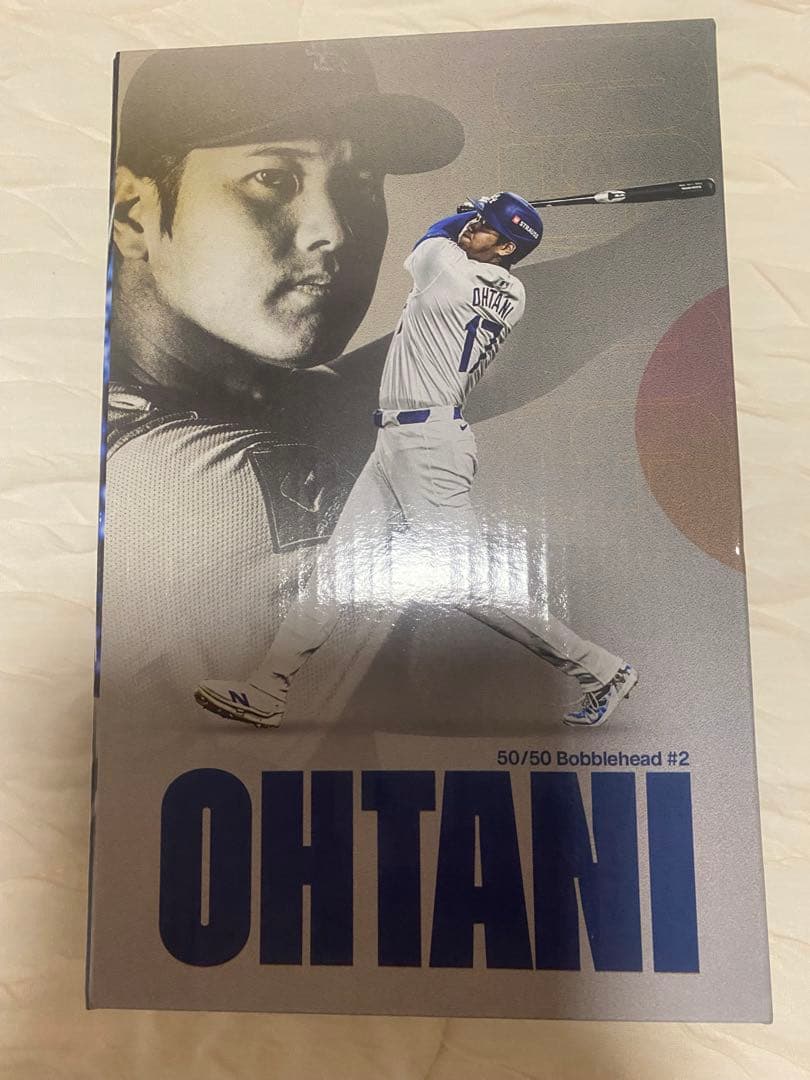 STRAUSS
OHTANI
17
N
50/50 Bobblehead #2
OHTANI